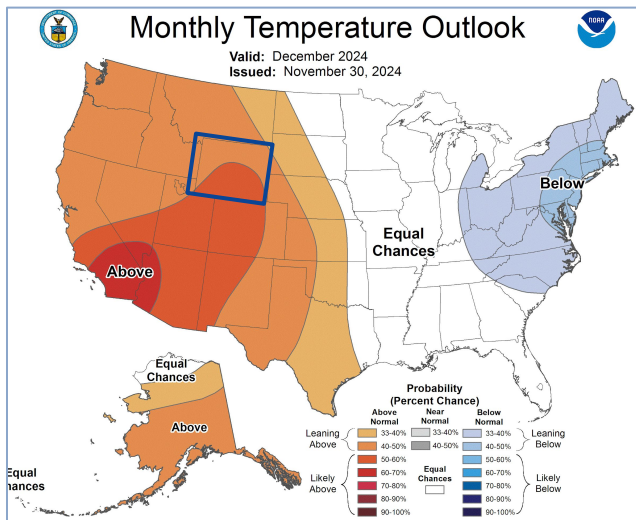 Monthly Temperature Outlook
NOAA
Valid: December 2024
Issued: November 30, 2024
Above
Equal
Chances
Below
Equal
Chances
Above
Equal
hances
Probability
(Percent Chance)
Above
Normal
Near
Normal
Below
Normal
Leaning
Above
33-40%
33-40%
33-40%
Leaning
Below
40-50%
40-50%
40-50%
Likely
Above
50-60%
60-70%
70-80%
80-90%
90-100%
Equal
Chances
50-60%
60-70%
70-80%
80-90%
90-100%
Likely
Below